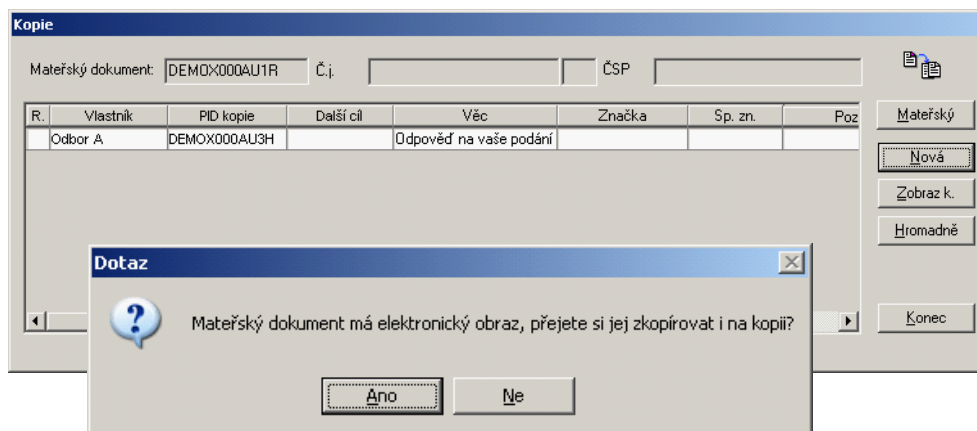 Kopie
Mateřský dokument: DEMOX000AU1R Č.j. ČSP
R. Vlastník PID kopie Další cíl Věc Značka Sp. zn. Poz
Mateřský
Odbor A DEMOX000AU3H Odpověď na vaše podání
Nová
Zobraz k.
Hromadně
Dotaz
Mateřský dokument má elektronický obraz, přejete si jej zkopírovat i na kopii?
Konec
Ano Ne